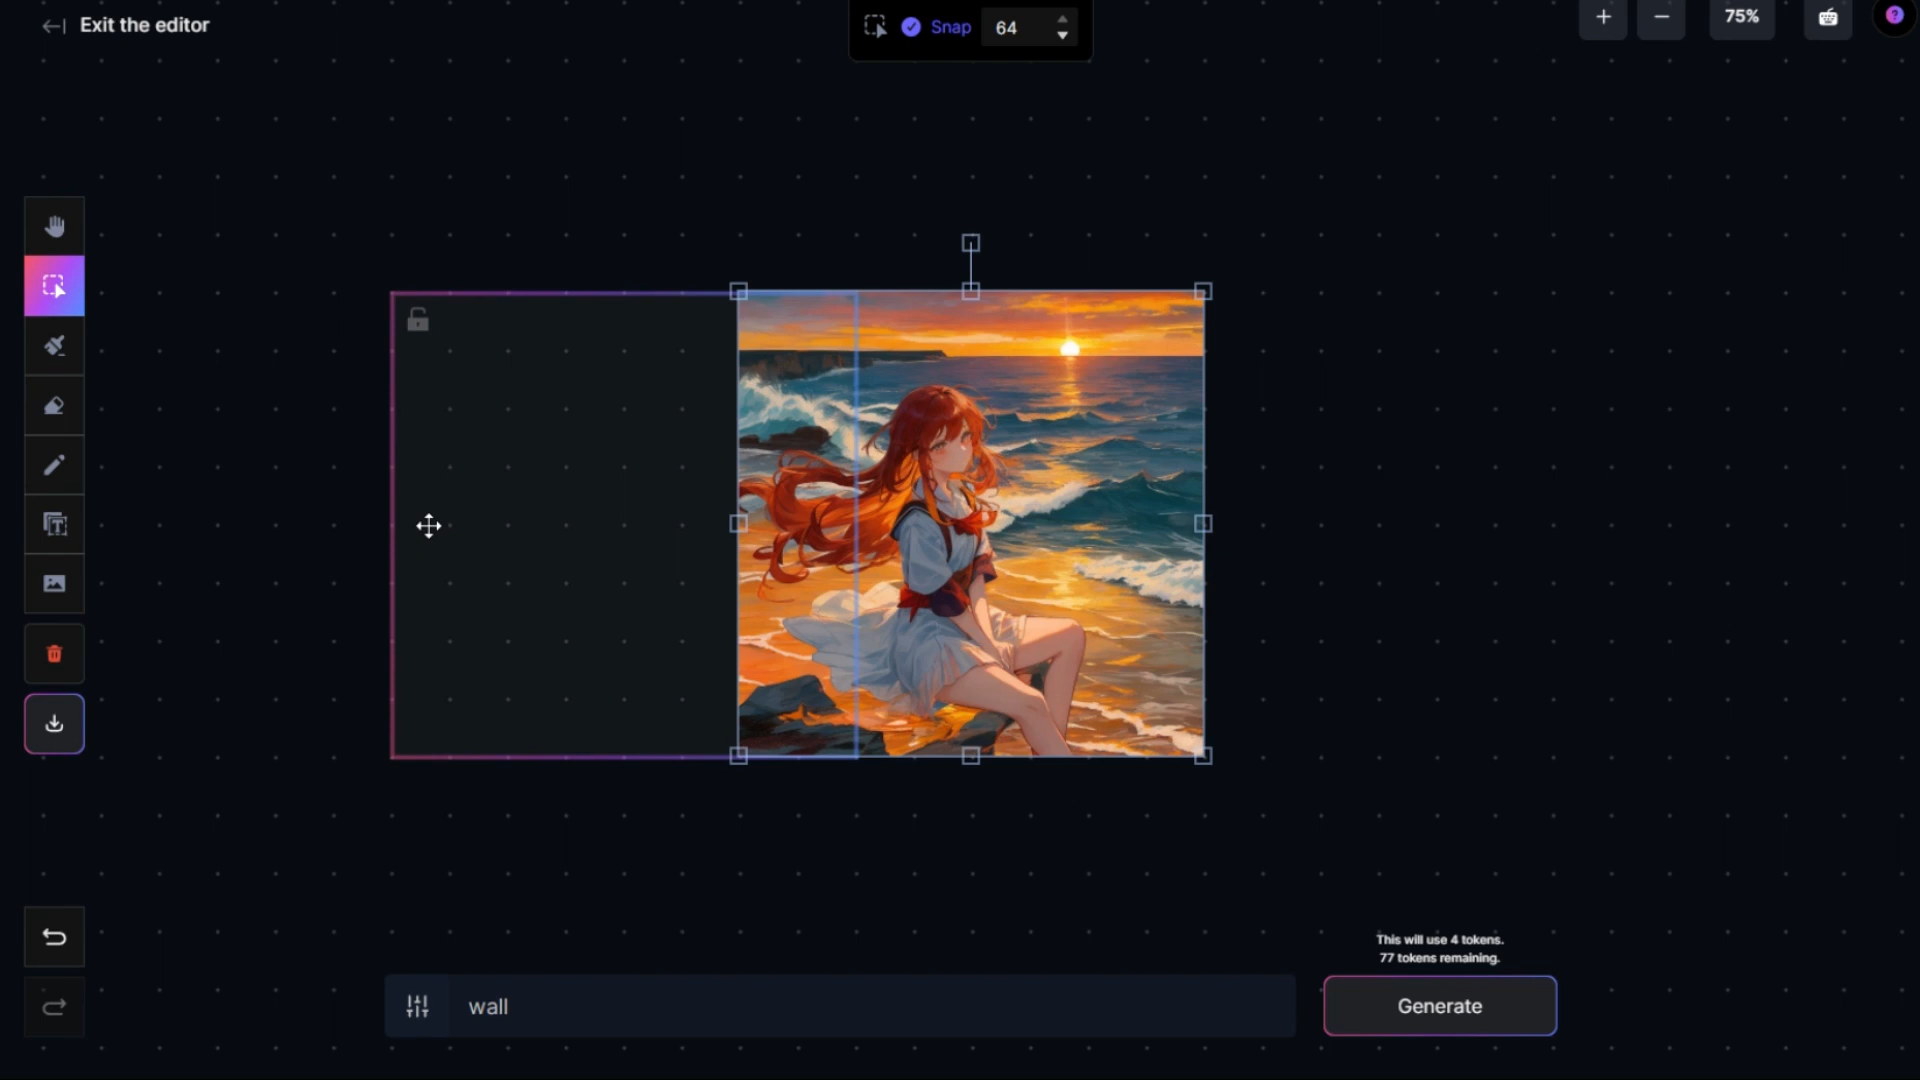 Exit the editor
Snap
64
75%
?
T
This will use 4 tokens.
77 tokens remaining.
wall
Generate